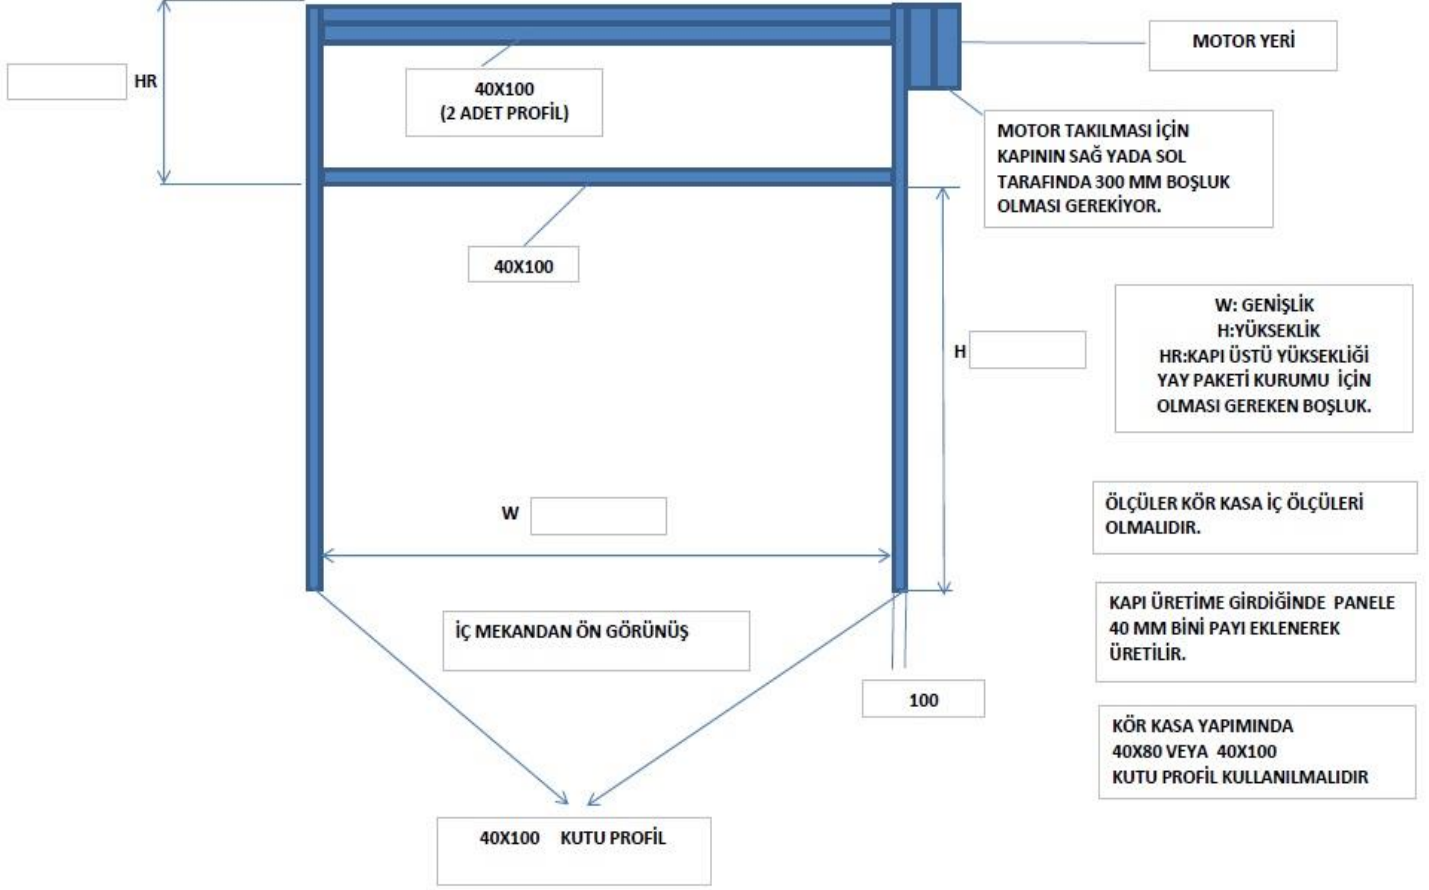 MOTOR YERİ
HR
40X100
(2 ADET PROFİL)
MOTOR TAKILMASI İÇİN
KAPININ SAĞ YADA SOL
TARAFINDA 300 MM BOŞLUK
OLMASI GEREKİYOR.
40X100
W: GENİŞLİK
H:YÜKSEKLİK
HR:KAPI ÜSTÜ YÜKSEKLİĞİ
YAY PAKETİ KURUMU İÇİN
OLMASI GEREKEN BOŞLUK.
H
W
ÖLÇÜLER KÖR KASA İÇ ÖLÇÜLERİ
OLMALIDIR.
İÇ MEKANDAN ÖN GÖRÜNÜŞ
KAPI ÜRETİME GİRDİĞİNDE PANELE
40 MM BİNİ PAYI EKLENEREK
ÜRETİLİR.
100
KÖR KASA YAPIMINDA
40X80 VEYA 40X100
KUTU PROFİL KULLANILMALIDIR
40X100 KUTU PROFİL